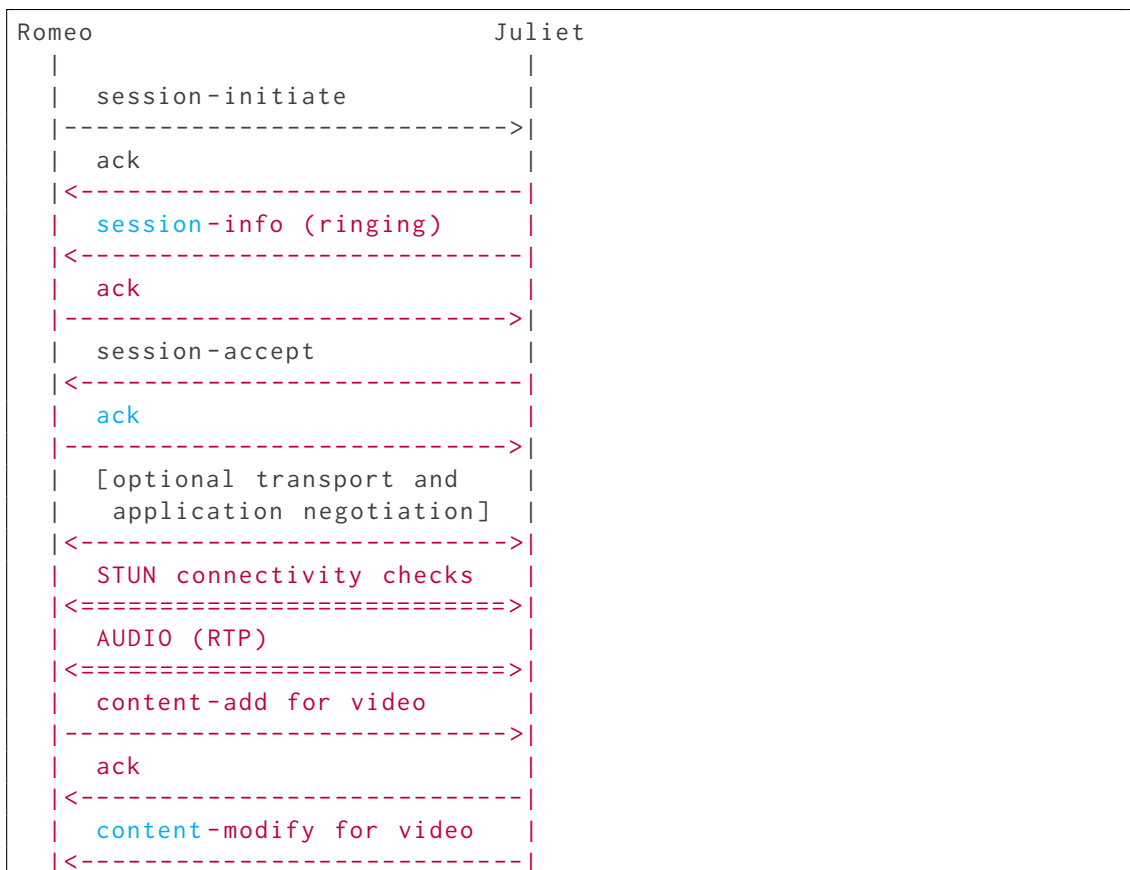 Romeo                         Juliet
  |                             |
  |  session-initiate           |
  |---------------------------->|
  |  ack                        |
  |<----------------------------|
  |  session-info (ringing)     |
  |<----------------------------|
  |  ack                        |
  |---------------------------->|
  |  session-accept             |
  |<----------------------------|
  |  ack                        |
  |---------------------------->|
  |  [optional transport and    |
  |   application negotiation]  |
  |<--------------------------->|
  |  STUN connectivity checks   |
  |<===========================>|
  |  AUDIO (RTP)                |
  |<===========================>|
  |  content-add for video      |
  |---------------------------->|
  |  ack                        |
  |<----------------------------|
  |  content-modify for video   |
  |<----------------------------|